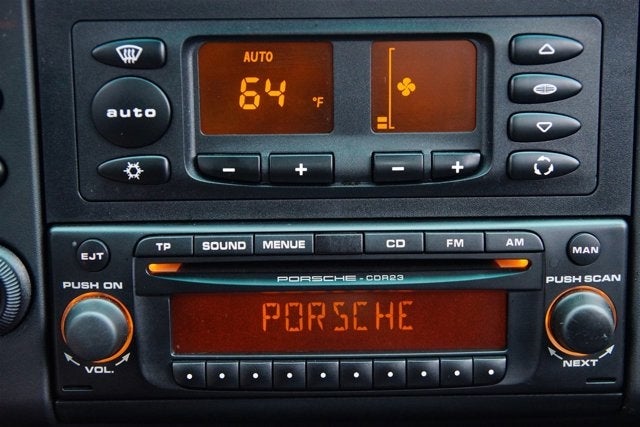 AUTO
64 °F
auto
- + - +
TP SOUND MENUE CD FM AM
EJT MAN
PORSCHE - CDR23
PUSH ON PUSH SCAN
PORSCHE
VOL. NEXT